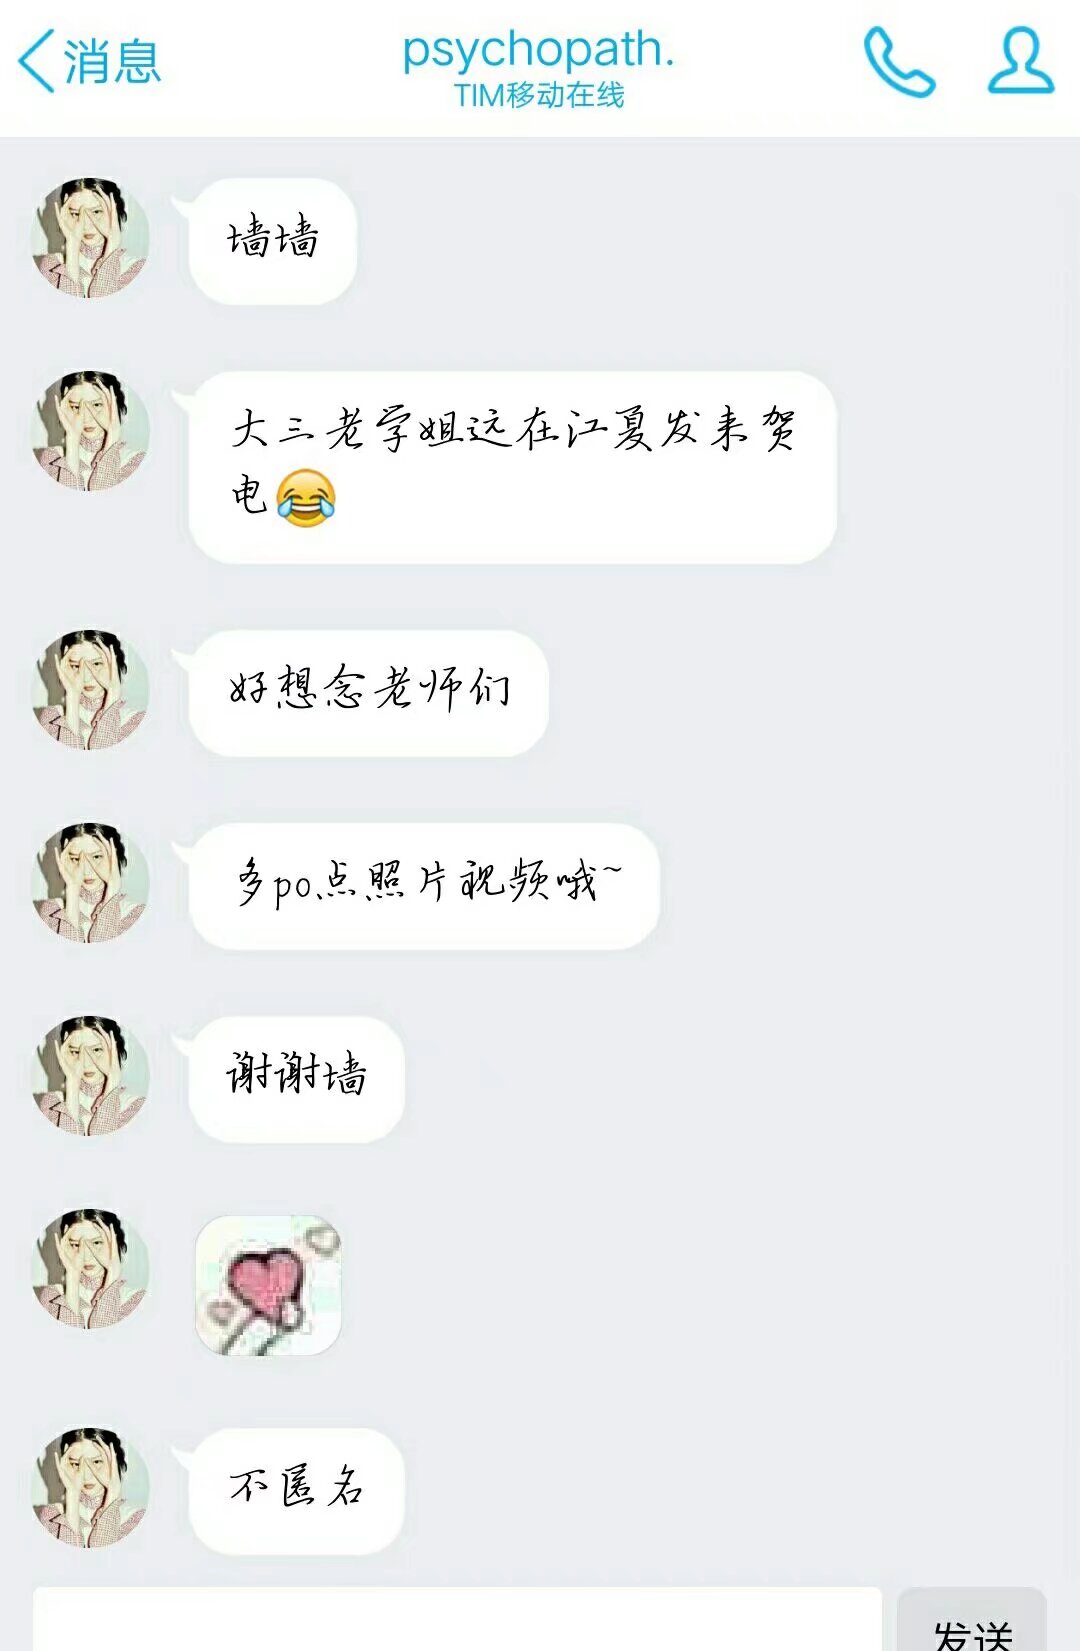 消息
psychopath.
TIM移动在线
墙墙
大三老学姐远在江夏发来贺
电😂
好想念老师们
多po点照片视频哦~
谢谢墙
不匿名
发送